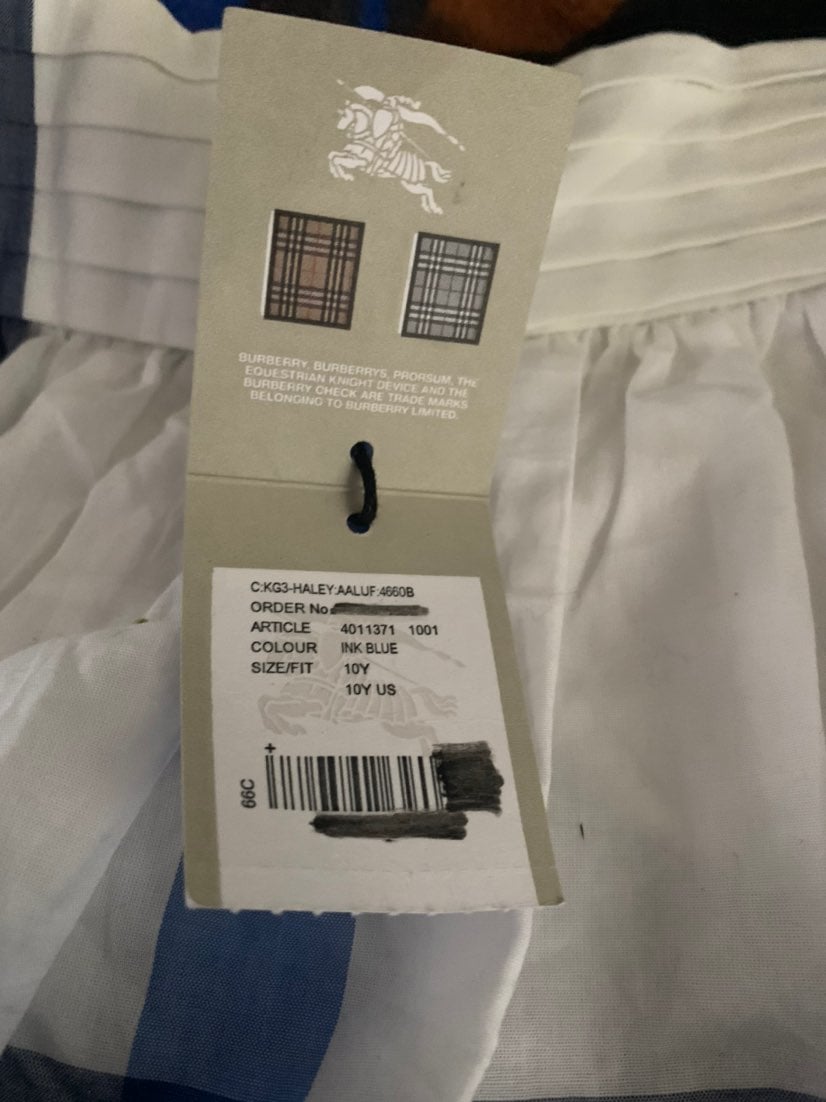 BURBERRY, BURBERRYS, PRORSUM, THE
EQUESTRIAN KNIGHT DEVICE AND THE
BURBERRY CHECK ARE TRADE MARKS
BELONGING TO BURBERRY LIMITED.
C:KG3-HALEY:AALUF:4660B
ORDER No
ARTICLE 4011371 1001
COLOUR INK BLUE
SIZE/FIT 10Y
10Y US
+
66C